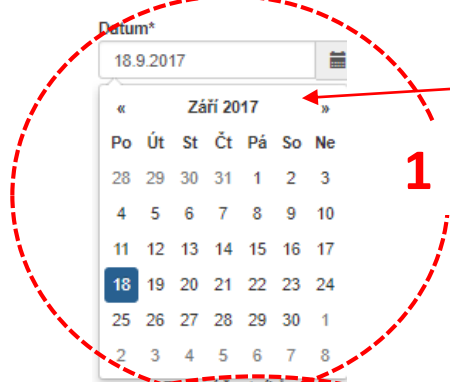 Datum*
18.9.2017
« Září 2017 »
Po Út St Čt Pá So Ne
28 29 30 31 1 2 3
4 5 6 7 8 9 10
11 12 13 14 15 16 17
18 19 20 21 22 23 24
25 26 27 28 29 30 1
2 3 4 5 6 7 8
1